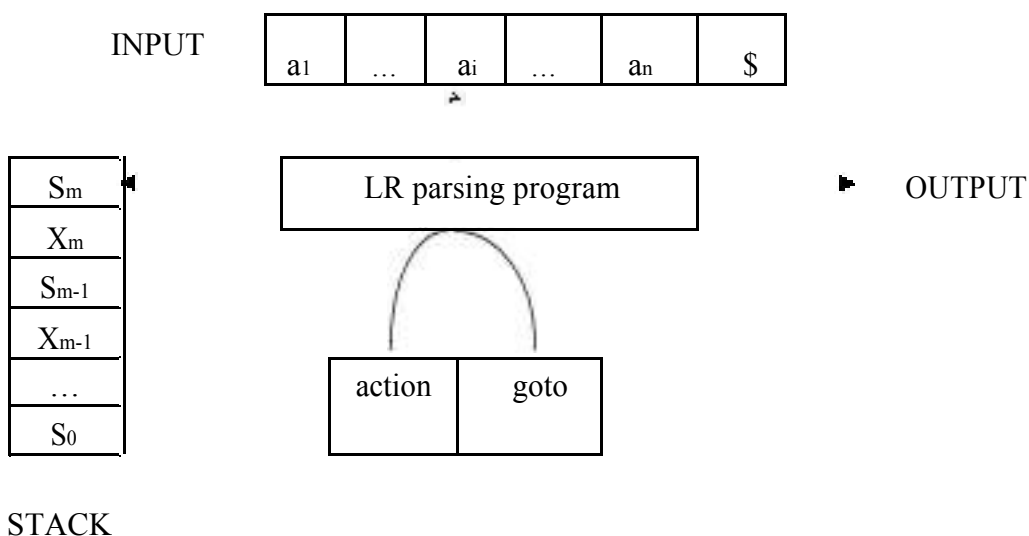 INPUT
a1 ... ai ... an $
Sm
LR parsing program
OUTPUT
Xm
Sm-1
Xm-1
...
S0
action goto
STACK